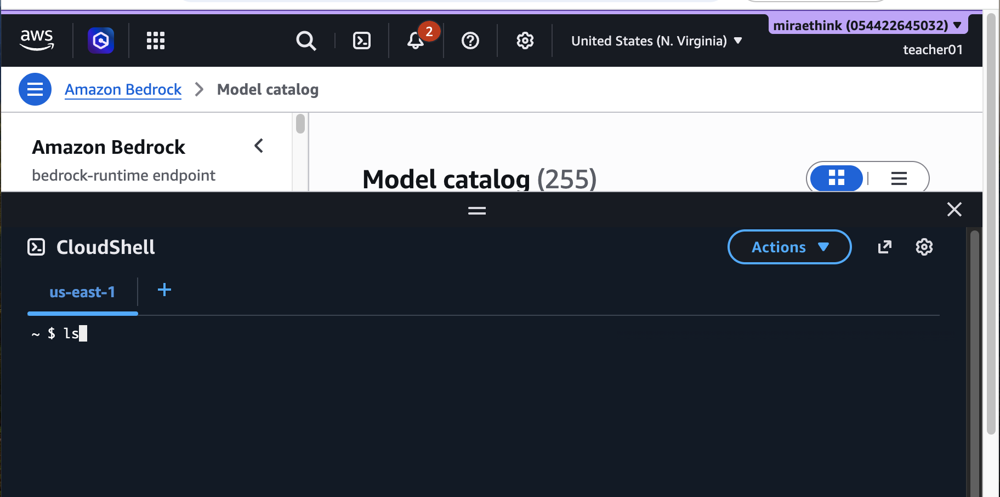 aws
2
United States (N. Virginia)
miraethink (054422645032)
teacher01
Amazon Bedrock
Model catalog
Amazon Bedrock
bedrock-runtime endpoint
Model catalog (255)
CloudShell
Actions
us-east-1
+
~ $ ls